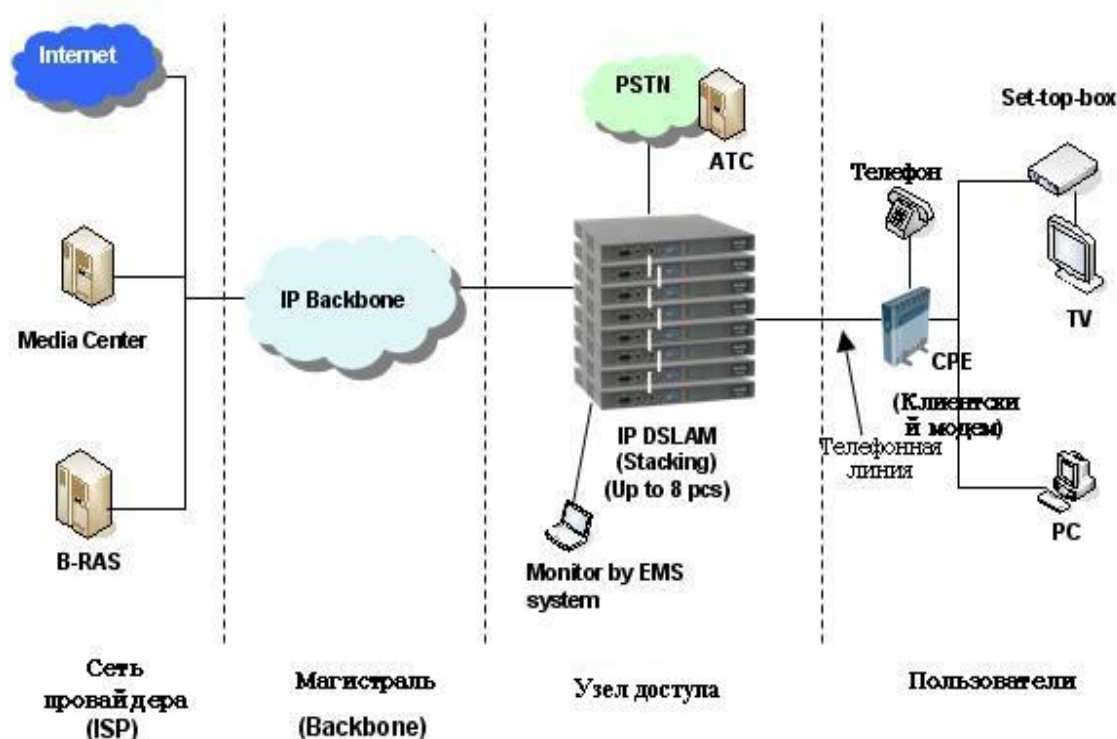 Internet
Media Center
B-RAS
Сеть
провайдера
(ISP)
IP Backbone
Магистраль
(Backbone)
PSTN
ATC
IP DSLAM
(Stacking)
(Up to 8 pcs)
Monitor by EMS
system
Узел доступа
Set-top-box
Телефон
TV
CPE
(Клиентски
й модем)
Телефонная
линия
PC
Пользователи